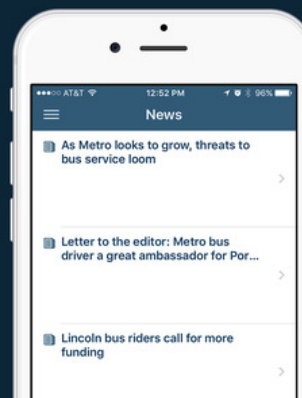 AT&T 12:52 PM 96%
News
As Metro looks to grow, threats to
bus service loom
Letter to the editor: Metro bus
driver a great ambassador for Por...
Lincoln bus riders call for more
funding